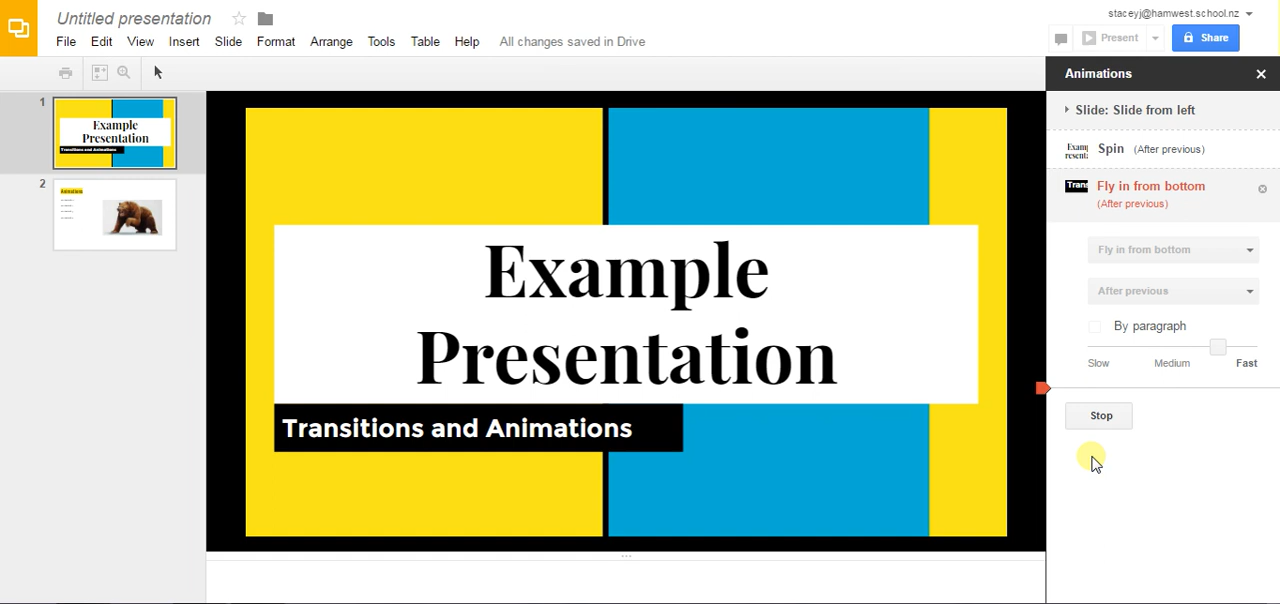 Untitled presentation
staceyj@hamwest.school.nz
File Edit View Insert Slide Format Arrange Tools Table Help All changes saved in Drive
Present
Share
Animations
1
Example
Presentation
Transitions and Animations
2
Animations
Example
Presentation
Transitions and Animations
Slide: Slide from left
Spin (After previous)
Trans
Fly in from bottom
(After previous)
Fly in from bottom
After previous
By paragraph
Slow Medium Fast
Stop